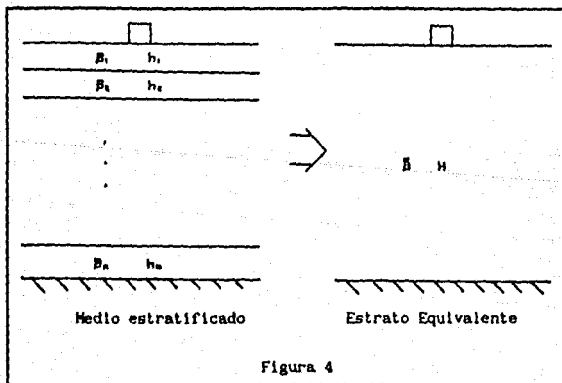 β₁ h₁
β₂ h₂
β̄ H
βₙ hₙ
Medio estratificado
Estrato Equivalente
Figura 4